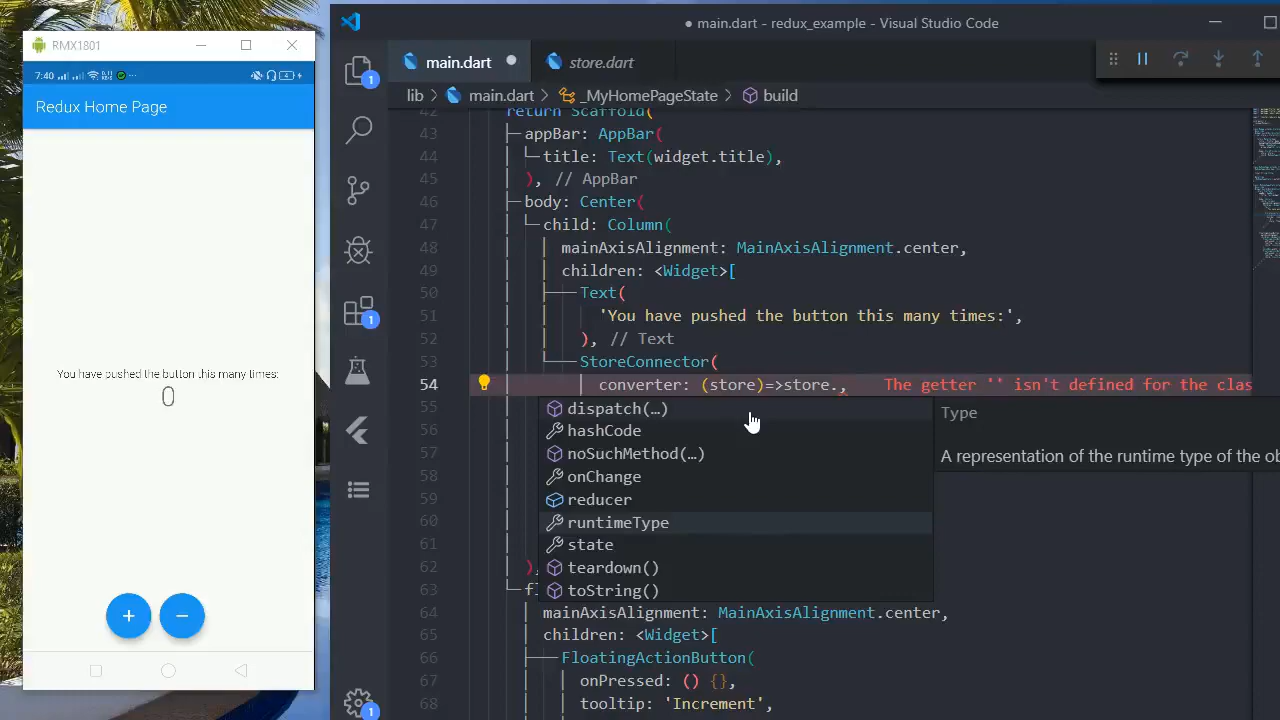 RMX1801
7:40
4
Redux Home Page
You have pushed the button this many times:
0
+ −
● main.dart - redux_example - Visual Studio Code
main.dart ● store.dart
lib > main.dart > _MyHomePageState > build
1
1
1
42 return Scaffold(
43 appBar: AppBar(
44 title: Text(widget.title),
45 ), // AppBar
46 body: Center(
47 child: Column(
48 mainAxisAlignment: MainAxisAlignment.center,
49 children: <Widget>[
50 Text(
51 'You have pushed the button this many times:',
52 ), // Text
53 StoreConnector(
54 converter: (store)=>store., The getter '' isn't defined for the clas
55 dispatch(…) Type
56 hashCode
57 noSuchMethod(…) A representation of the runtime type of the ob
58 onChange
59 reducer
60 runtimeType
61 state
62 ), teardown()
63 fl toString()
64 mainAxisAlignment: MainAxisAlignment.center,
65 children: <Widget>[
66 FloatingActionButton(
67 onPressed: () {},
68 tooltip: 'Increment',